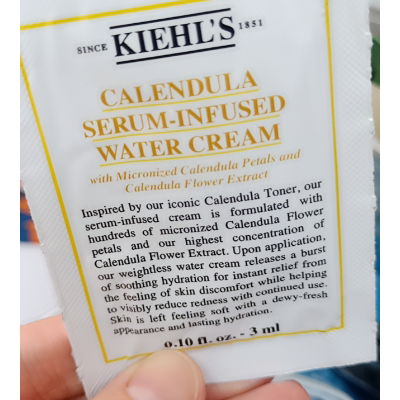 SINCE KIEHL'S 1851
CALENDULA
SERUM-INFUSED
WATER CREAM
with Micronized Calendula Petals and
Calendula Flower Extract
Inspired by our iconic Calendula Toner, our
serum-infused cream is formulated with
hundreds of micronized Calendula Flower
petals and our highest concentration of
Calendula Flower Extract. Upon application,
our weightless water cream releases a burst
of soothing hydration for instant relief from
the feeling of skin discomfort while helping
to visibly reduce redness with continued use.
Skin is left feeling soft with a dewy-fresh
appearance and lasting hydration.
0.10 fl. oz. - 3 ml